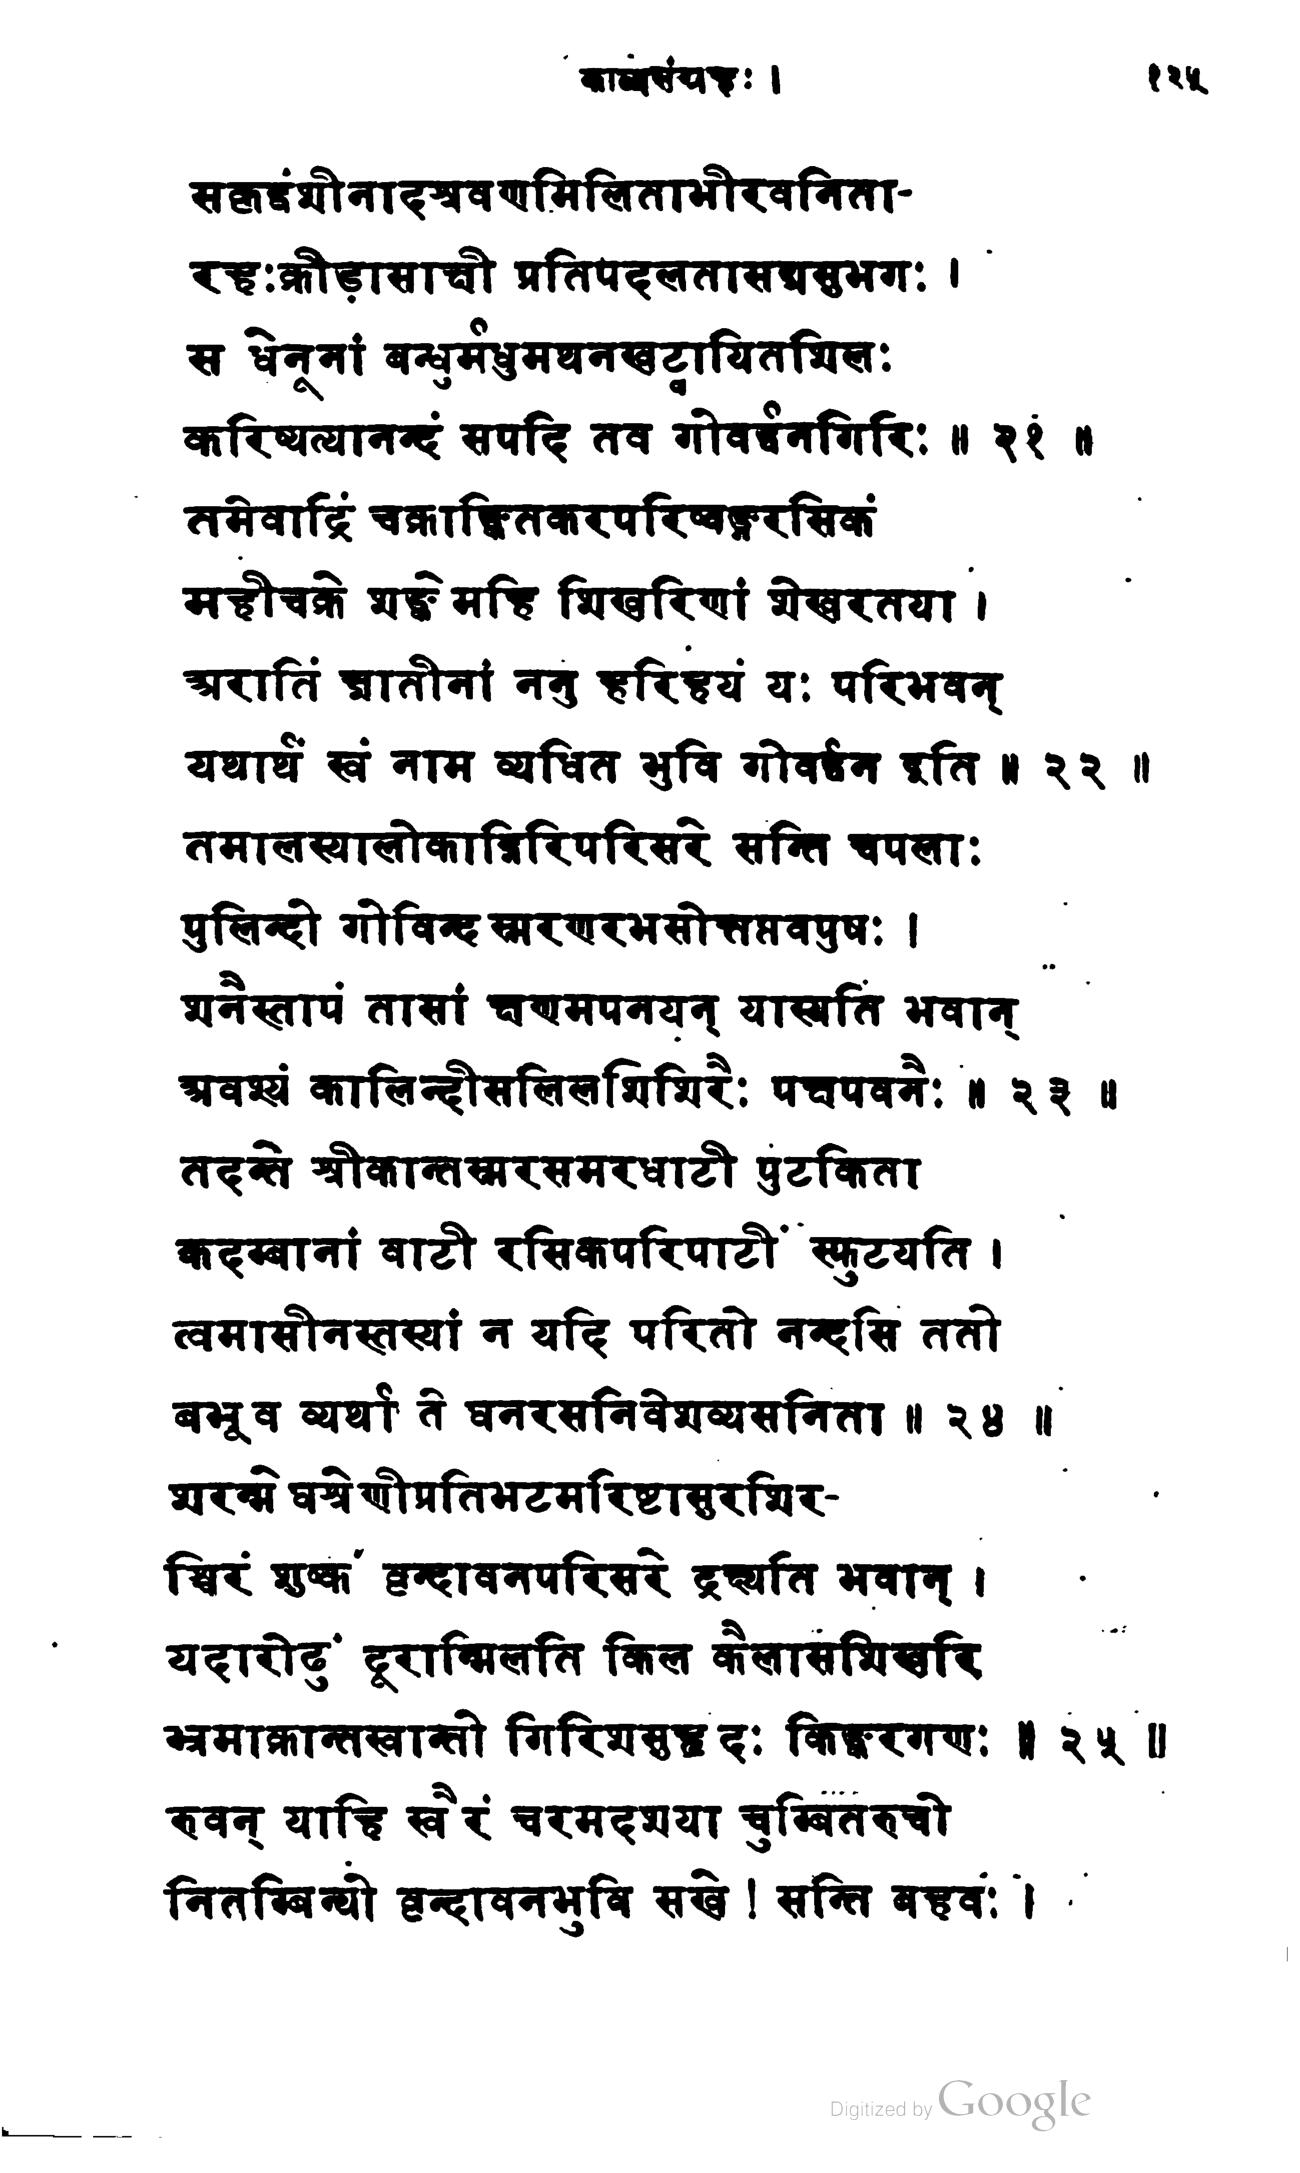 काव्यसंग्रहः । १२५
सकृद्वंशीनादश्रवणमिलिताभीरवनिता-
रहःक्रीड़ासाक्षी प्रतिपदलतासद्मसुभगः ।
स धेनूनां बन्धुर्मधुमथनखट्वायितशिलः
करिष्यत्यानन्दं सपदि तव गोवर्द्धनगिरिः ॥ २१ ॥
तमेवाद्रिं चक्राङ्कितकरपरिष्वङ्गरसिकं
महीचक्रे शङ्केमहि शिखरिणां शेखरतया ।
अरातिं ज्ञातीनां ननु हरिहयं यः परिभवन्
यथार्थं स्वं नाम व्यधित भुवि गोवर्द्धन इति ॥ २२ ॥
तमालस्यालोकाद्गिरिपरिसरे सन्ति चपलाः
पुलिन्दो गोविन्दस्मरणरभसोत्तप्तवपुषः ।
शनैस्तापं तासां क्षणमपनयन् यास्यति भवान्
अवश्यं कालिन्दीसलिलशिशिरैः पक्षपवनैः ॥ २३ ॥
तदन्ते श्रीकान्तस्मरसमरधाटी पुटकिता
कदम्बानां वाटी रसिकपरिपाटीं स्फुटयति ।
त्वमासीनस्तस्यां न यदि परितो नन्दसि ततो
बभूव व्यर्था ते घनरसनिवेशव्यसनिता ॥ २४ ॥
शरन्मेघश्रेणीप्रतिभटमरिष्टासुरशिर-
श्चिरं शुष्कं वृन्दावनपरिसरे द्रक्ष्यति भवान् ।
यदारोढुं दूरान्मिलति किल कैलासशिखरि
भ्रमाक्रान्तस्वान्तो गिरिशसुहृदः किङ्करगणः ॥ २५ ॥
रुवन् याहि स्वैरं चरमदशया चुम्बितरुचो
नितम्बिन्यो वृन्दावनभुवि सखे ! सन्ति बहवः ।
Digitized by Google